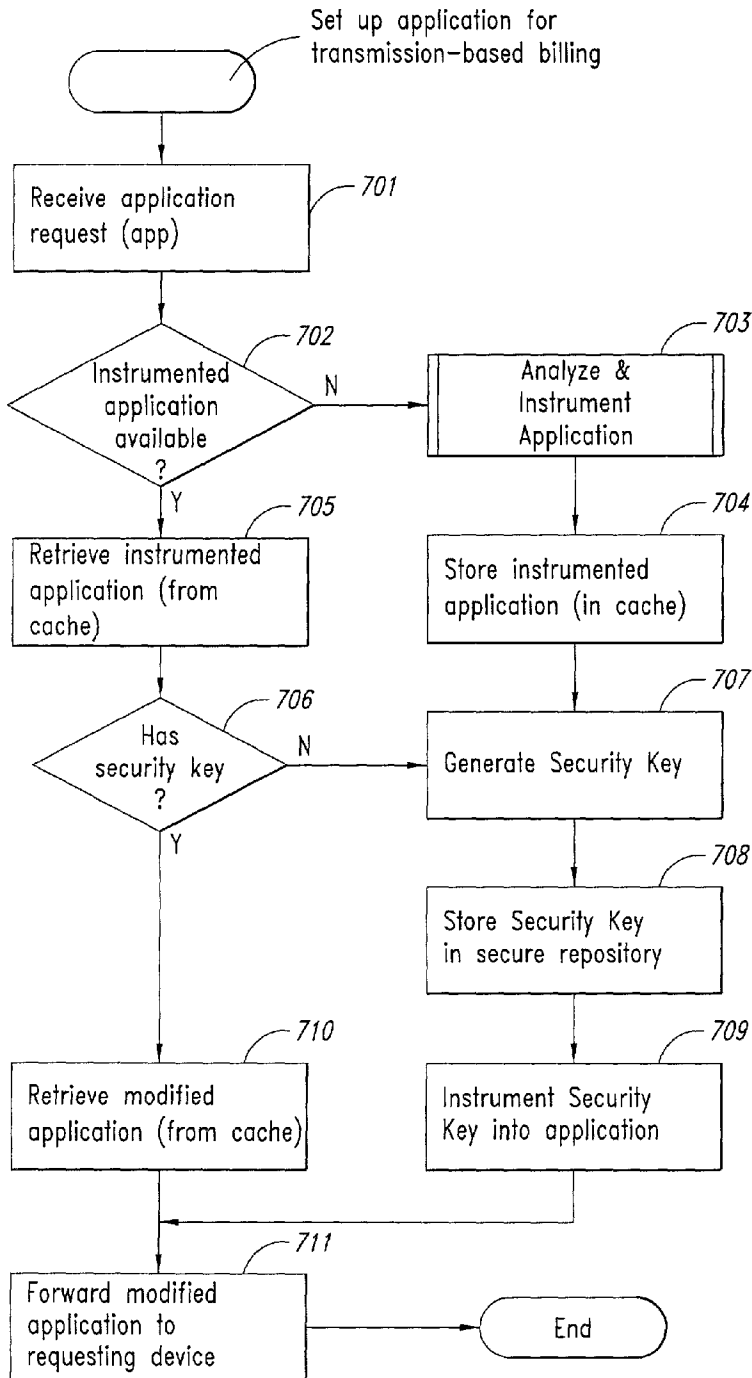 Set up application for
transmission-based billing
701
Receive application
request (app)
702
Instrumented
application
available
?
N
Y
703
Analyze &
Instrument
Application
705
Retrieve instrumented
application (from
cache)
704
Store instrumented
application (in cache)
706
Has
security key
?
N
Y
707
Generate Security Key
708
Store Security Key
in secure repository
710
Retrieve modified
application (from cache)
709
Instrument Security
Key into application
711
Forward modified
application to
requesting device
End